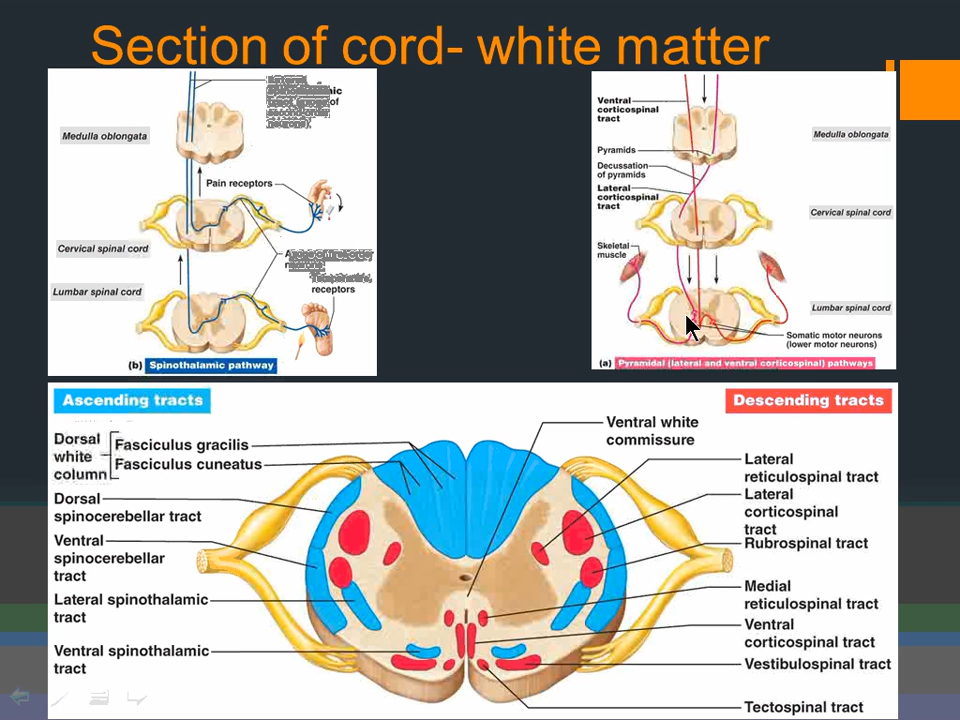 Section of cord- white matter
Medulla oblongata
Pain receptors
Cervical spinal cord
Lumbar spinal cord
receptors
(b) Spinothalamic pathway
Ventral
corticospinal
tract
Medulla oblongata
Pyramids
Decussation
of pyramids
Lateral
corticospinal
tract
Cervical spinal cord
Skeletal
muscle
Lumbar spinal cord
Somatic motor neurons
(lower motor neurons)
(a) Pyramidal (lateral and ventral corticospinal) pathways
Ascending tracts
Descending tracts
Dorsal
white
column
Fasciculus gracilis
Fasciculus cuneatus
Dorsal
spinocerebellar tract
Ventral
spinocerebellar
tract
Lateral spinothalamic
tract
Ventral spinothalamic
tract
Ventral white
commissure
Lateral
reticulospinal tract
Lateral
corticospinal
tract
Rubrospinal tract
Medial
reticulospinal tract
Ventral
corticospinal tract
Vestibulospinal tract
Tectospinal tract